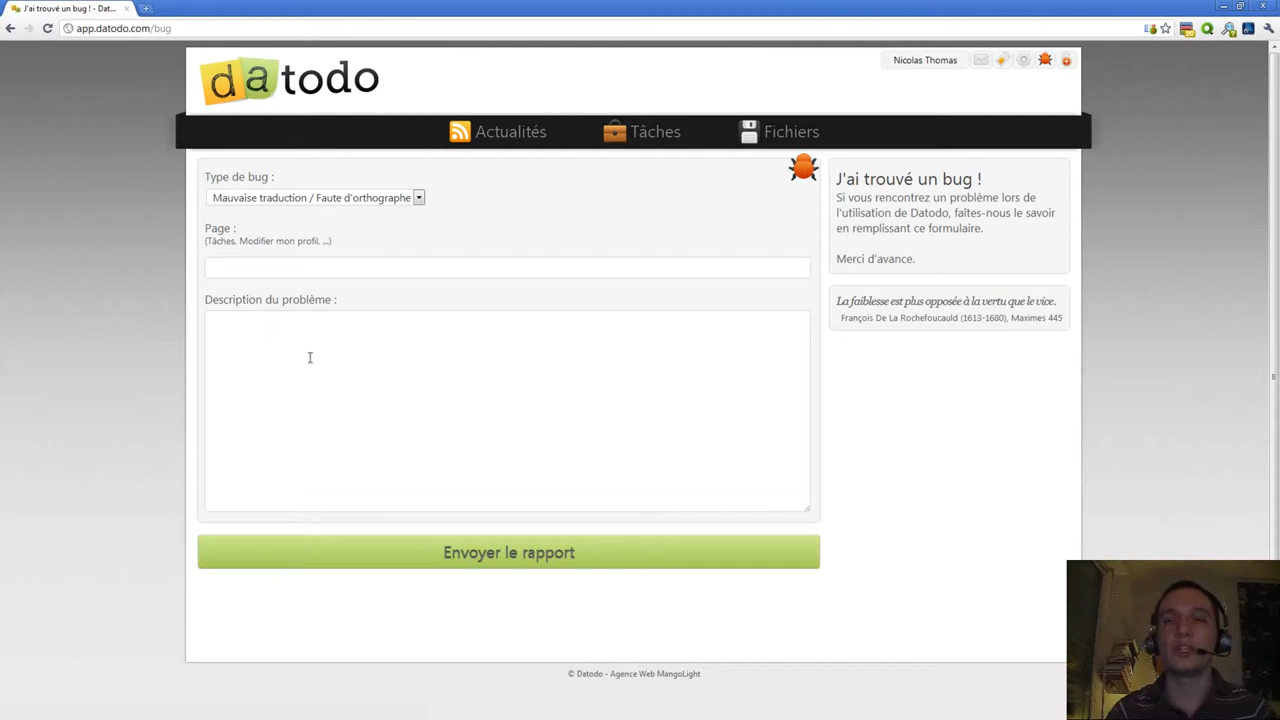 J'ai trouvé un bug ! - Dat...
app.datodo.com/bug
datodo
Nicolas Thomas
Actualités
Tâches
Fichiers
Type de bug :
Mauvaise traduction / Faute d'orthographe
Page :
(Tâches, Modifier mon profil, ...)
Description du problème :
Envoyer le rapport
J'ai trouvé un bug !
Si vous rencontrez un problème lors de
l'utilisation de Datodo, faîtes-nous le savoir
en remplissant ce formulaire.
Merci d'avance.
La faiblesse est plus opposée à la vertu que le vice.
François De La Rochefoucauld (1613-1680), Maximes 445
© Datodo - Agence Web MangoLight